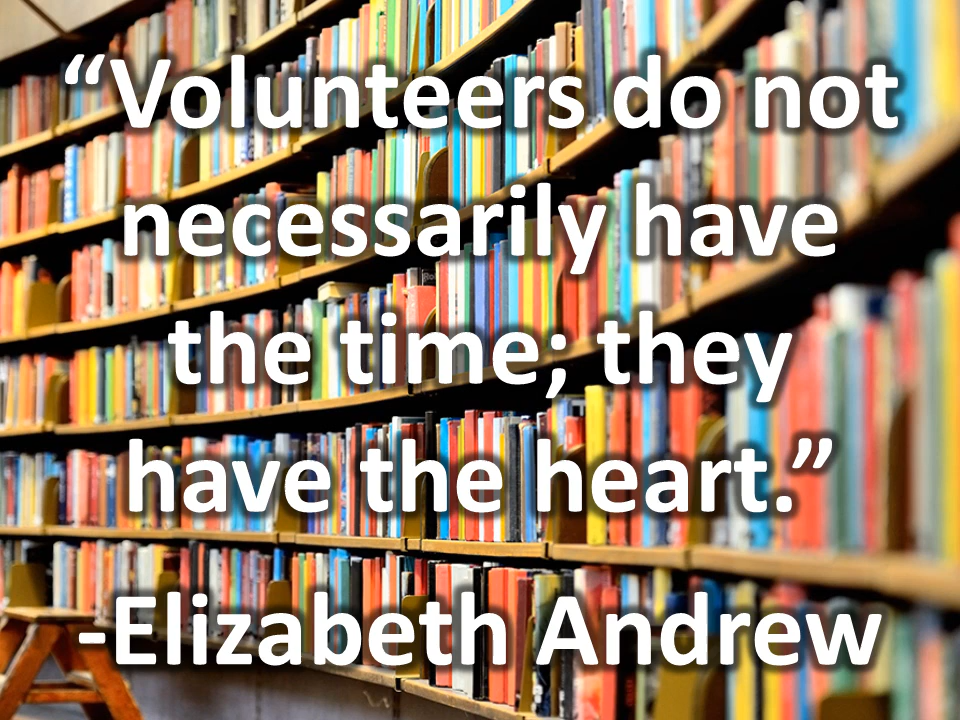 “Volunteers do not
necessarily have
the time; they
have the heart.”
-Elizabeth Andrew